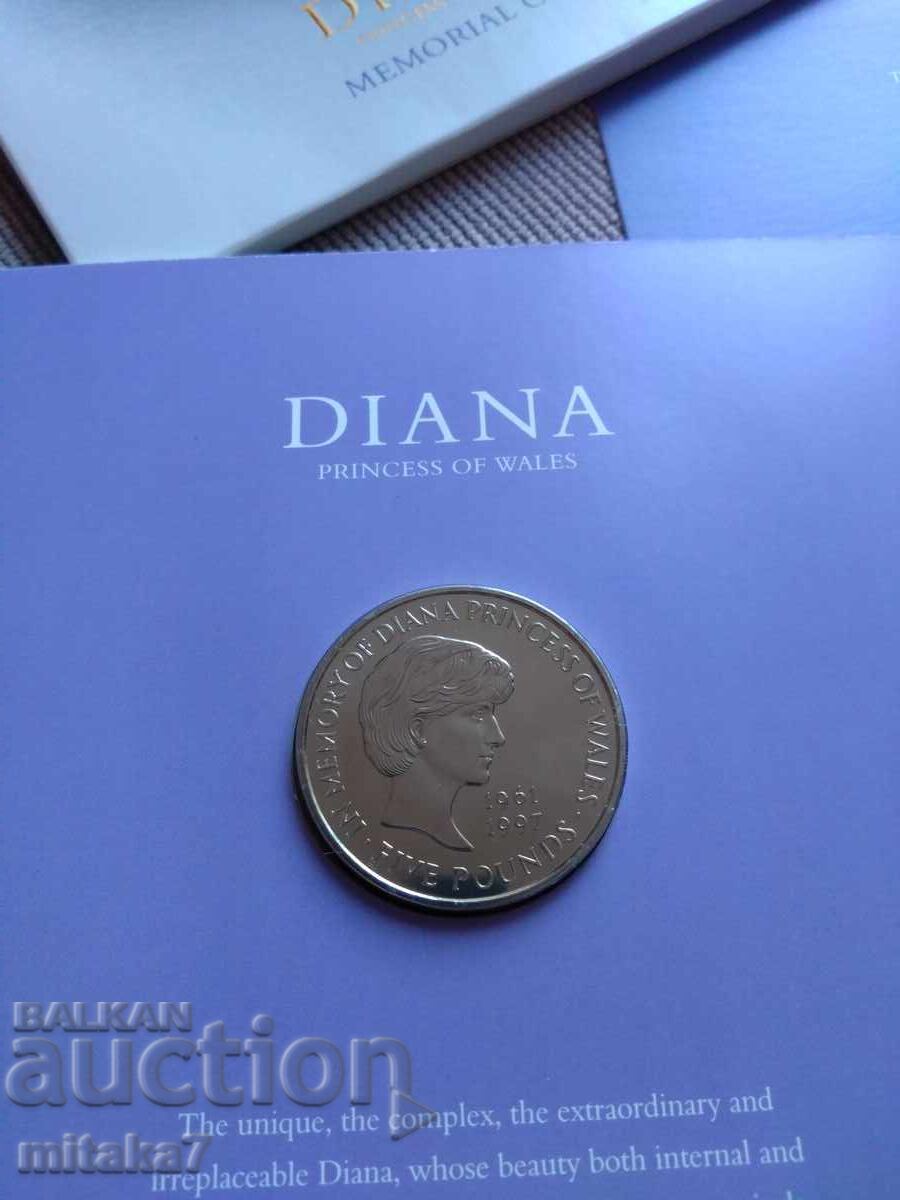 MEMORIAL
DIANA
PRINCESS OF WALES
IN MEMORY OF DIANA PRINCESS OF WALES
1961
1997
FIVE POUNDS
BALKAN
auction
The unique, the complex, the extraordinary and
mitaka7
irreplaceable Diana, whose beauty both internal and